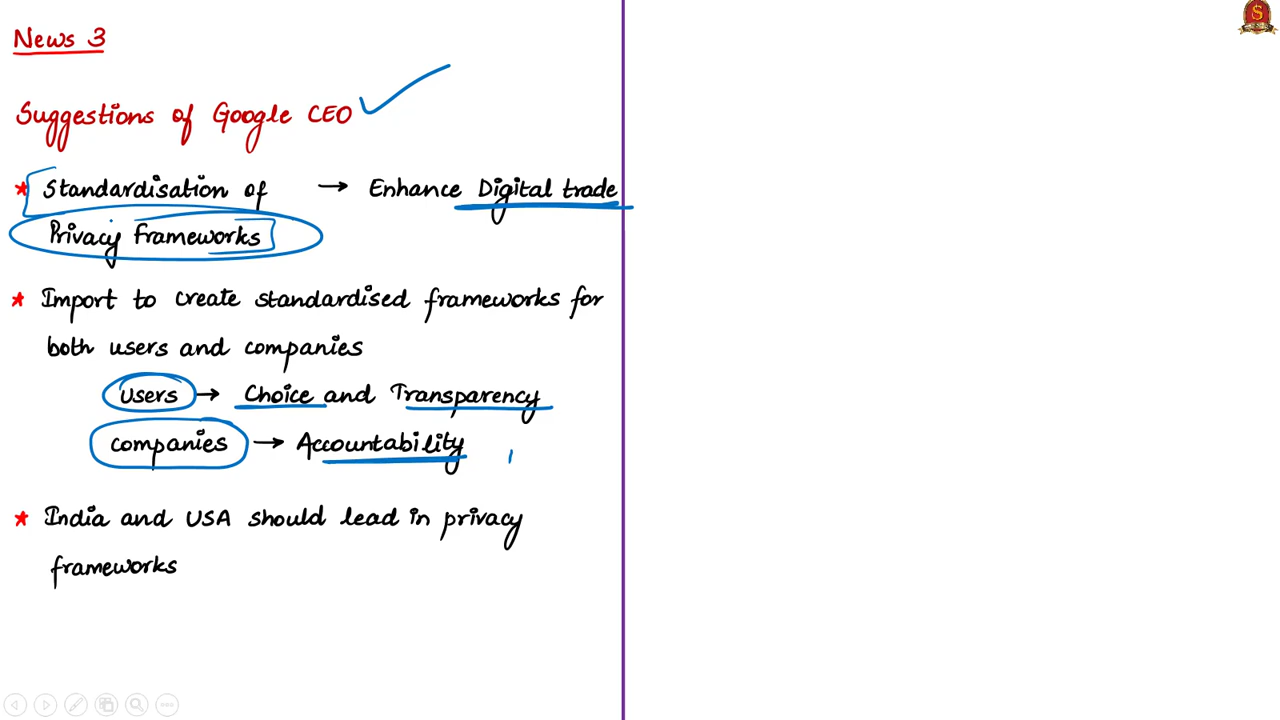 News 3
Suggestions of Google CEO
* Standardisation of → Enhance Digital trade
Privacy frameworks
* Import to create standardised frameworks for
both users and companies
users → Choice and Transparency
companies → Accountability
* India and USA should lead in privacy
frameworks
S